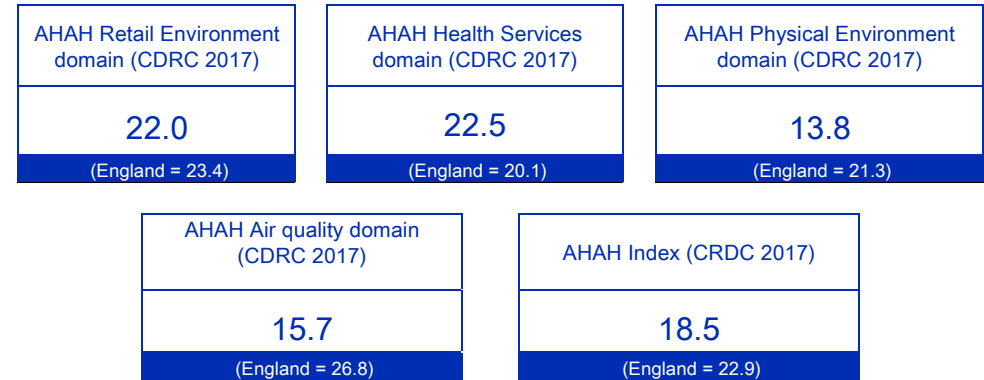 AHAH Retail Environment
domain (CDRC 2017)
22.0
(England = 23.4)
AHAH Health Services
domain (CDRC 2017)
22.5
(England = 20.1)
AHAH Physical Environment
domain (CDRC 2017)
13.8
(England = 21.3)
AHAH Air quality domain
(CDRC 2017)
15.7
(England = 26.8)
AHAH Index (CRDC 2017)
18.5
(England = 22.9)